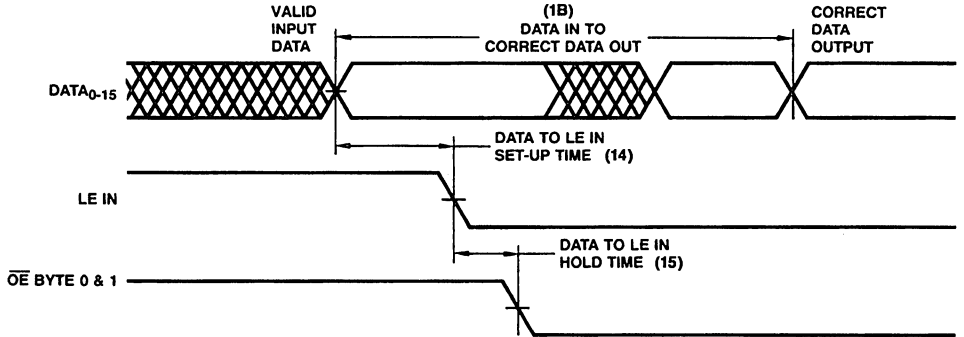 VALID
INPUT
DATA
(1B)
DATA IN TO
CORRECT DATA OUT
CORRECT
DATA
OUTPUT
DATA0-15
DATA TO LE IN
SET-UP TIME (14)
LE IN
DATA TO LE IN
HOLD TIME (15)
OE BYTE 0 & 1